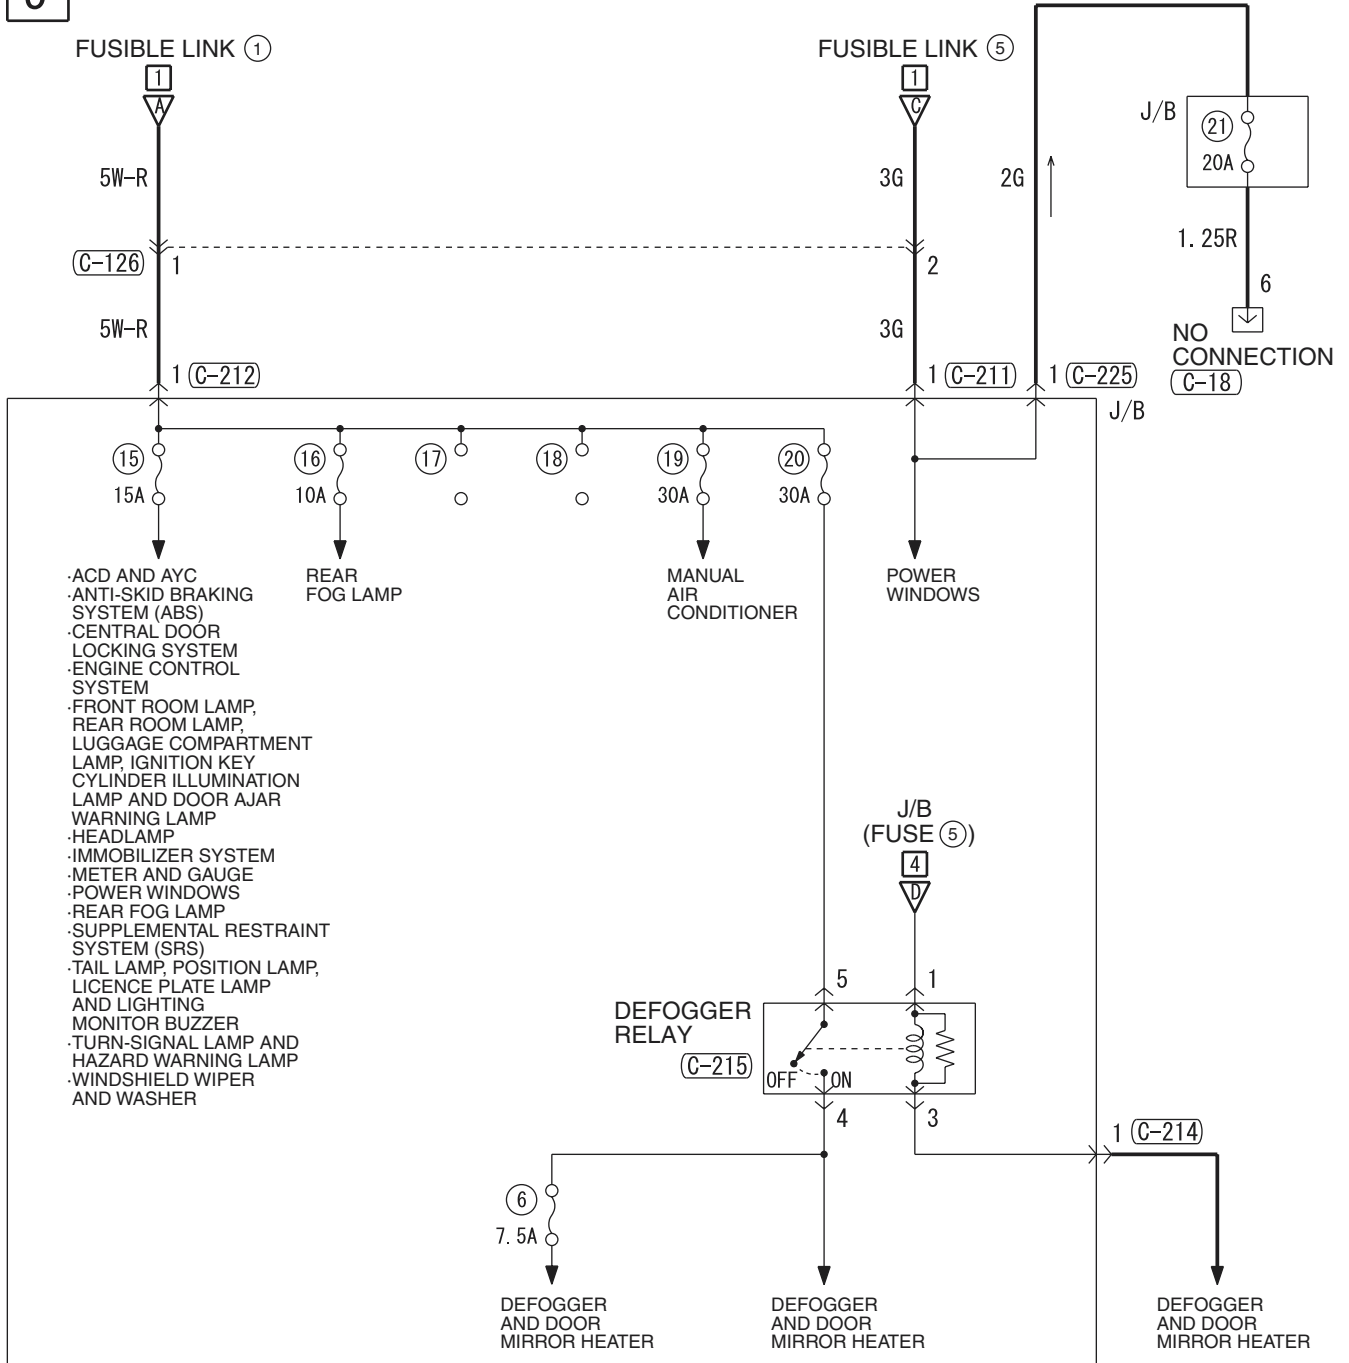 FUSIBLE LINK ①
1
A
5W-R
C-126
1
5W-R
1 C-212
FUSIBLE LINK ⑤
1
C
3G
2
3G
1 C-211
2G
1 C-225
J/B
J/B
21
20A
1.25R
6
NO
CONNECTION
C-18
15
15A
16
10A
17
18
19
30A
20
30A
·ACD AND AYC
·ANTI-SKID BRAKING
SYSTEM (ABS)
·CENTRAL DOOR
LOCKING SYSTEM
·ENGINE CONTROL
SYSTEM
·FRONT ROOM LAMP,
REAR ROOM LAMP,
LUGGAGE COMPARTMENT
LAMP, IGNITION KEY
CYLINDER ILLUMINATION
LAMP AND DOOR AJAR
WARNING LAMP
·HEADLAMP
·IMMOBILIZER SYSTEM
·METER AND GAUGE
·POWER WINDOWS
·REAR FOG LAMP
·SUPPLEMENTAL RESTRAINT
SYSTEM (SRS)
·TAIL LAMP, POSITION LAMP,
LICENCE PLATE LAMP
AND LIGHTING
MONITOR BUZZER
·TURN-SIGNAL LAMP AND
HAZARD WARNING LAMP
·WINDSHIELD WIPER
AND WASHER
REAR
FOG LAMP
MANUAL
AIR
CONDITIONER
POWER
WINDOWS
J/B
(FUSE ⑤)
4
D
5
1
DEFOGGER
RELAY
C-215
OFF
ON
4
3
1 C-214
6
7.5A
DEFOGGER
AND DOOR
MIRROR HEATER
DEFOGGER
AND DOOR
MIRROR HEATER
DEFOGGER
AND DOOR
MIRROR HEATER